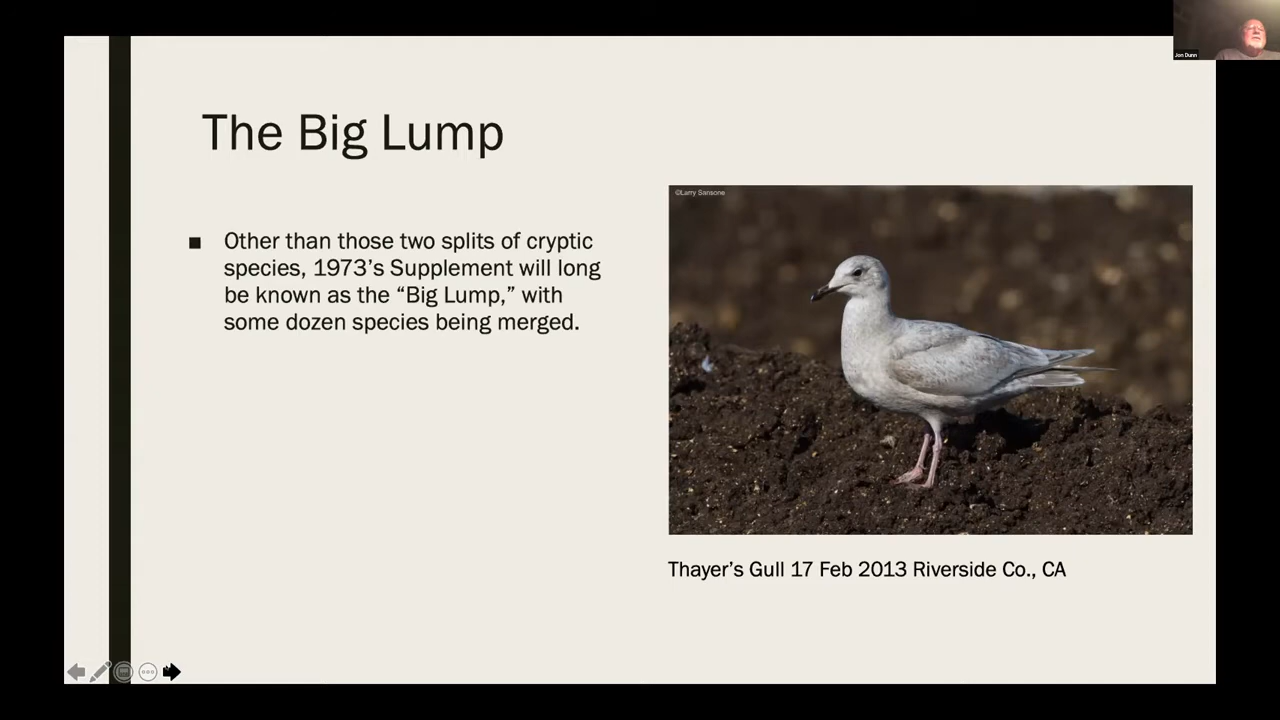 Jon Dunn
The Big Lump
©Larry Sansone
■ Other than those two splits of cryptic
species, 1973’s Supplement will long
be known as the “Big Lump,” with
some dozen species being merged.
Thayer’s Gull 17 Feb 2013 Riverside Co., CA